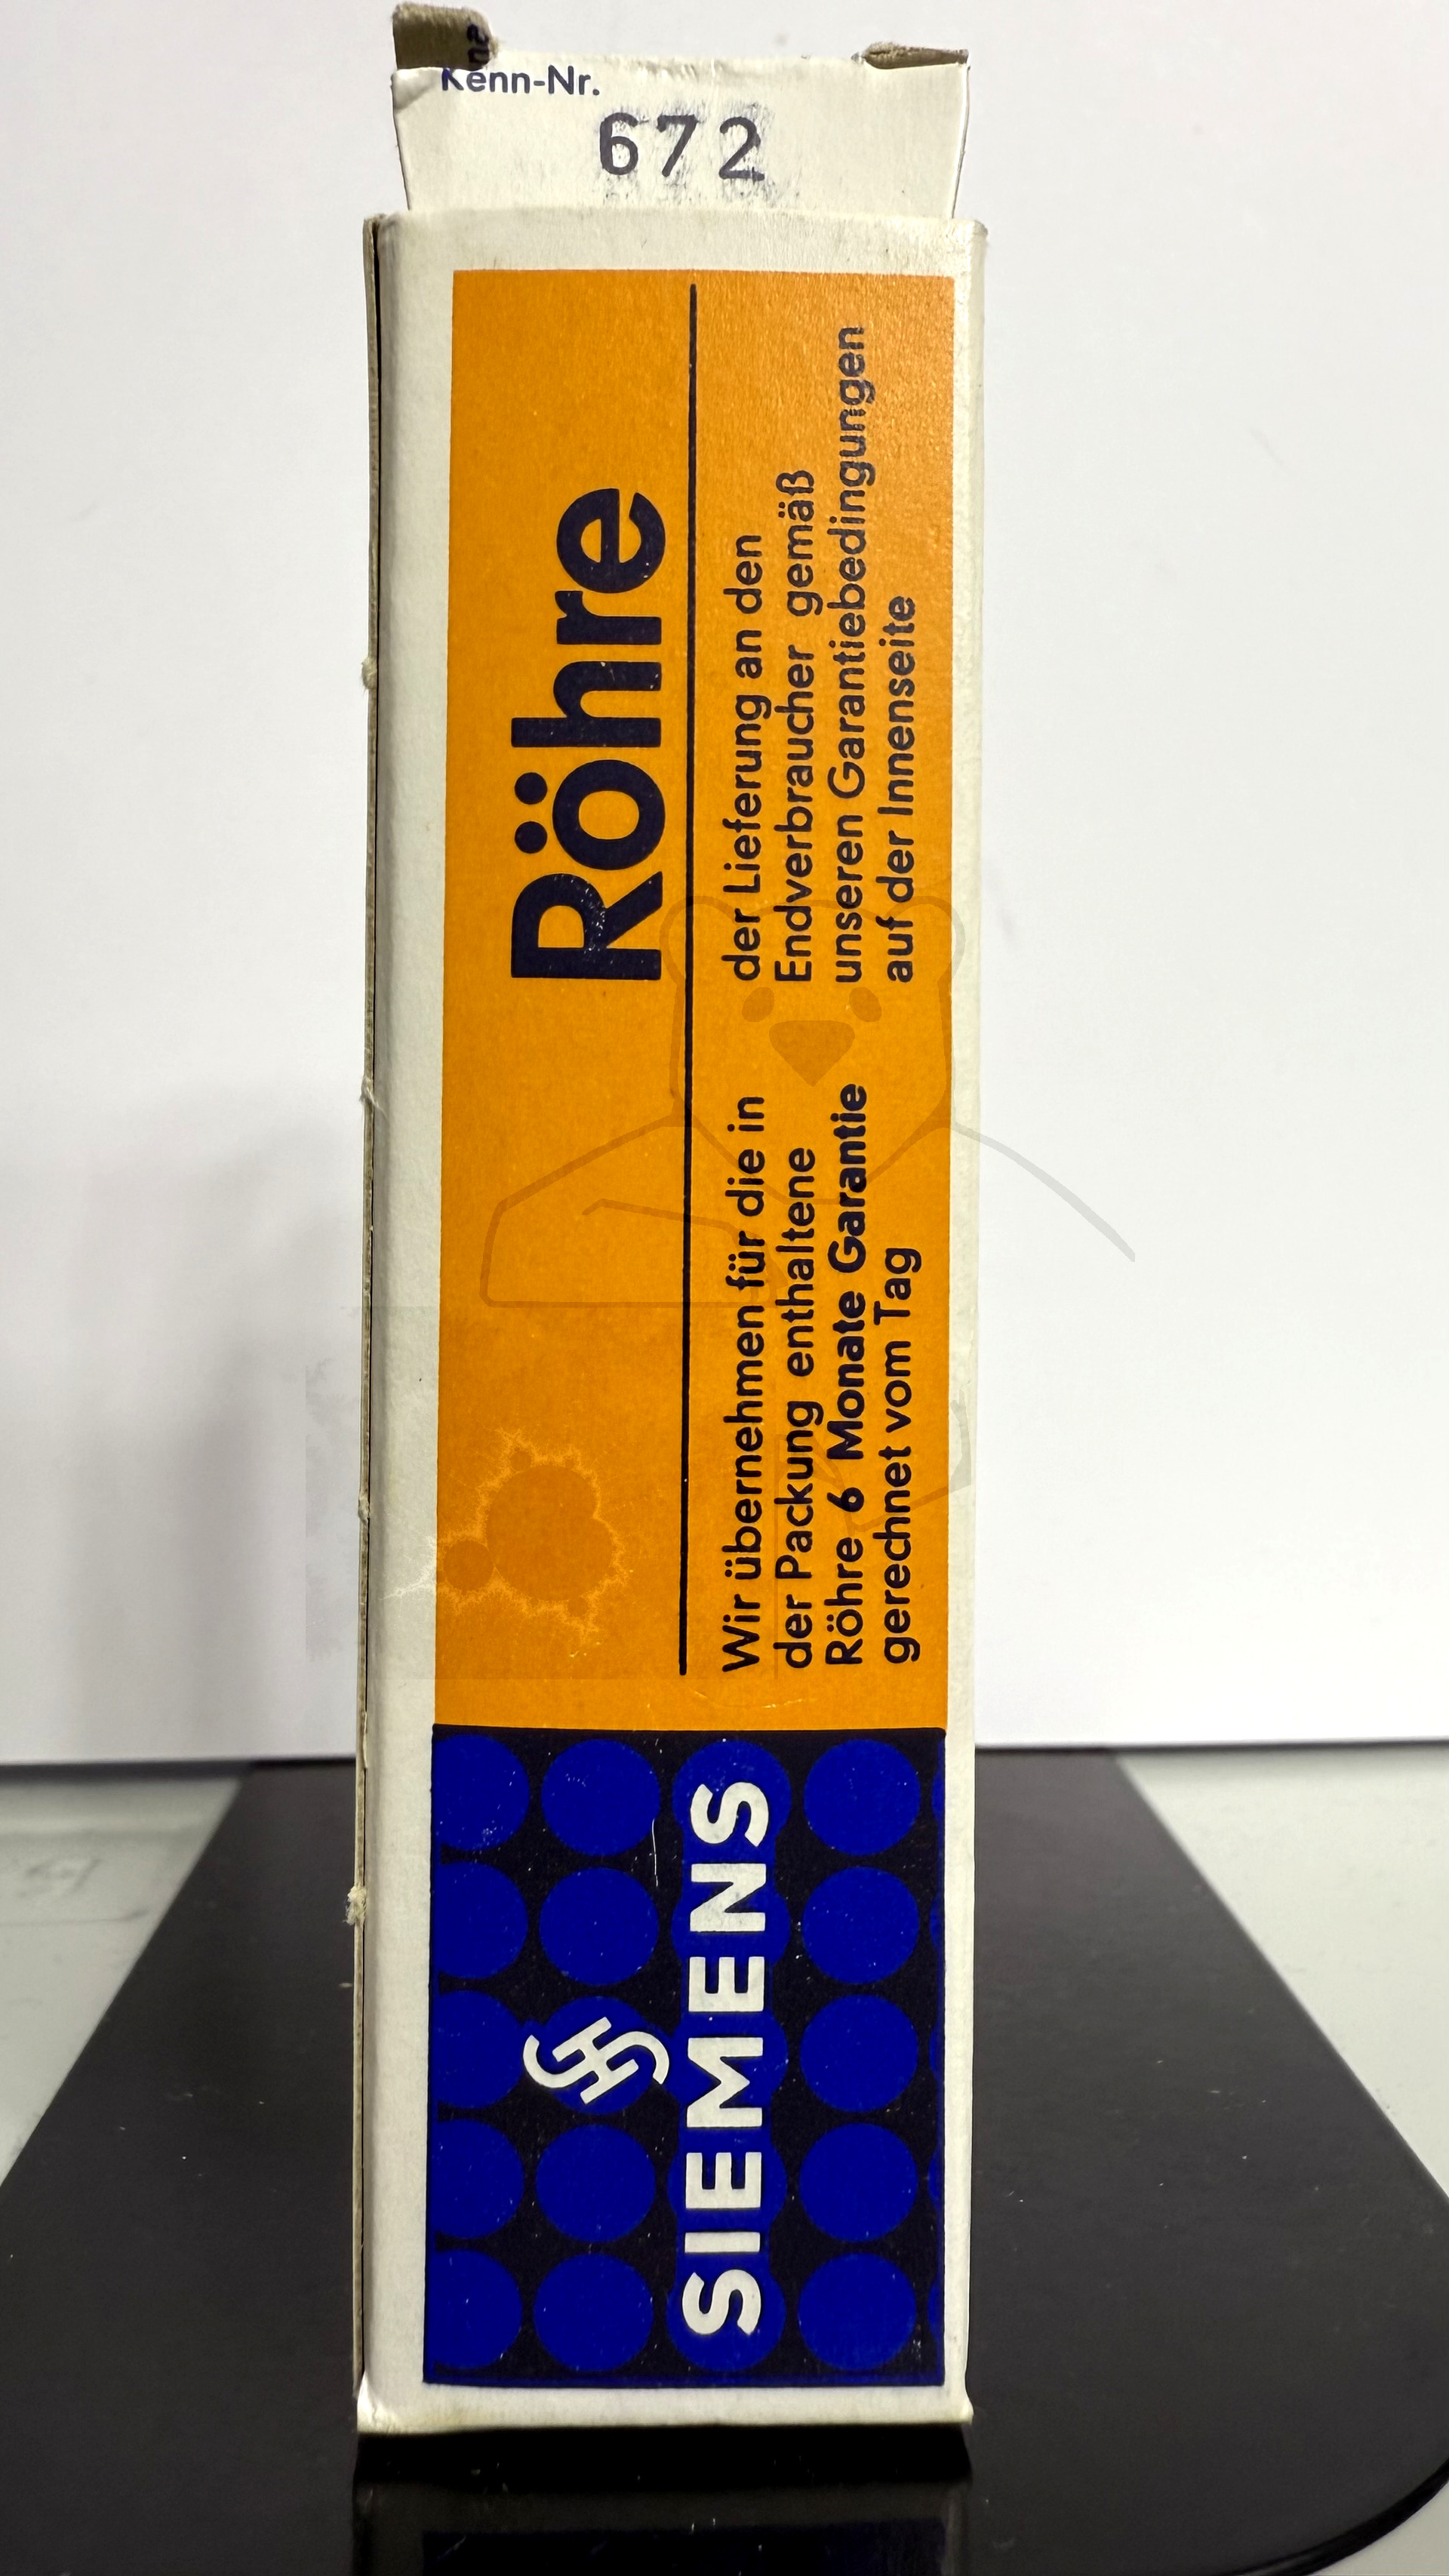 Kenn-Nr.
672
Röhre
Wir übernehmen für die in
der Packung enthaltene
Röhre 6 Monate Garantie
gerechnet vom Tag
der Lieferung an den
Endverbraucher gemäß
unseren Garantiebedingungen
auf der Innenseite
SIEMENS